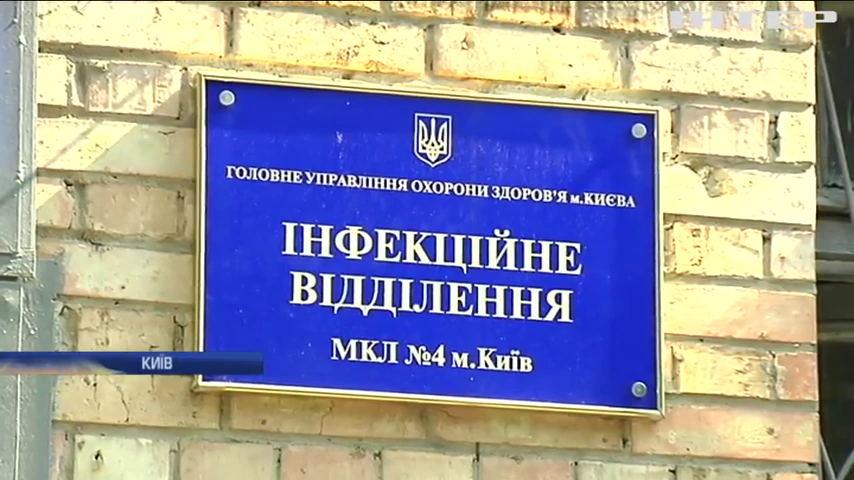 ІНТЕР
ГОЛОВНЕ УПРАВЛІННЯ ОХОРОНИ ЗДОРОВ'Я м.КИЄВА
ІНФЕКЦІЙНЕ
ВІДДІЛЕННЯ
МКЛ №4 м.Київ
КИЇВ